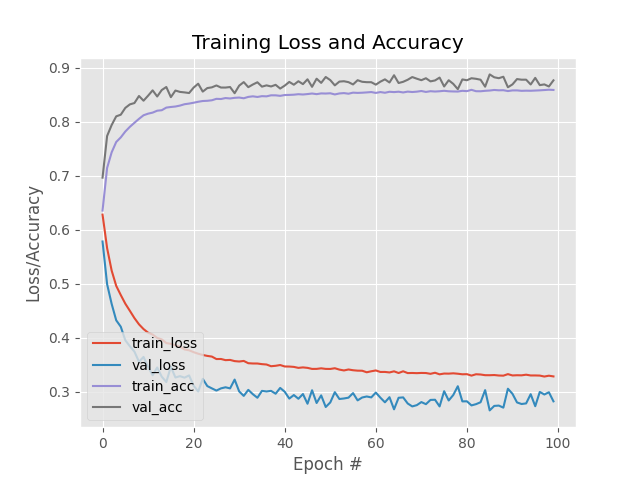 Training Loss and Accuracy
Loss/Accuracy
0.9
0.8
0.7
0.6
0.5
0.4
0.3
train_loss
val_loss
train_acc
val_acc
0 20 40 60 80 100
Epoch #